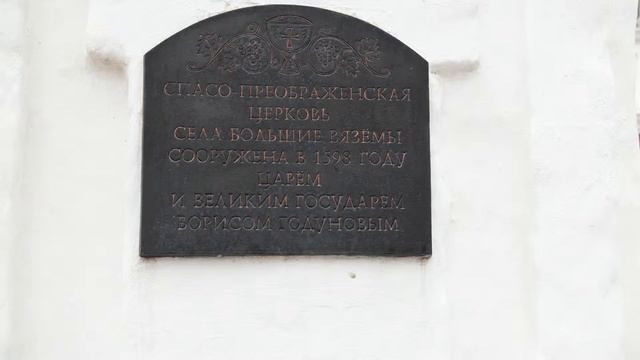 СПАСО-ПРЕОБРАЖЕНСКАЯ
ЦЕРКОВЬ
СЕЛА БОЛЬШИЕ ВЯЗЁМЫ
СООРУЖЕНА В 1598 ГОДУ
ЦАРЁМ
И ВЕЛИКИМ ГОСУДАРЕМ
БОРИСОМ ГОДУНОВЫМ